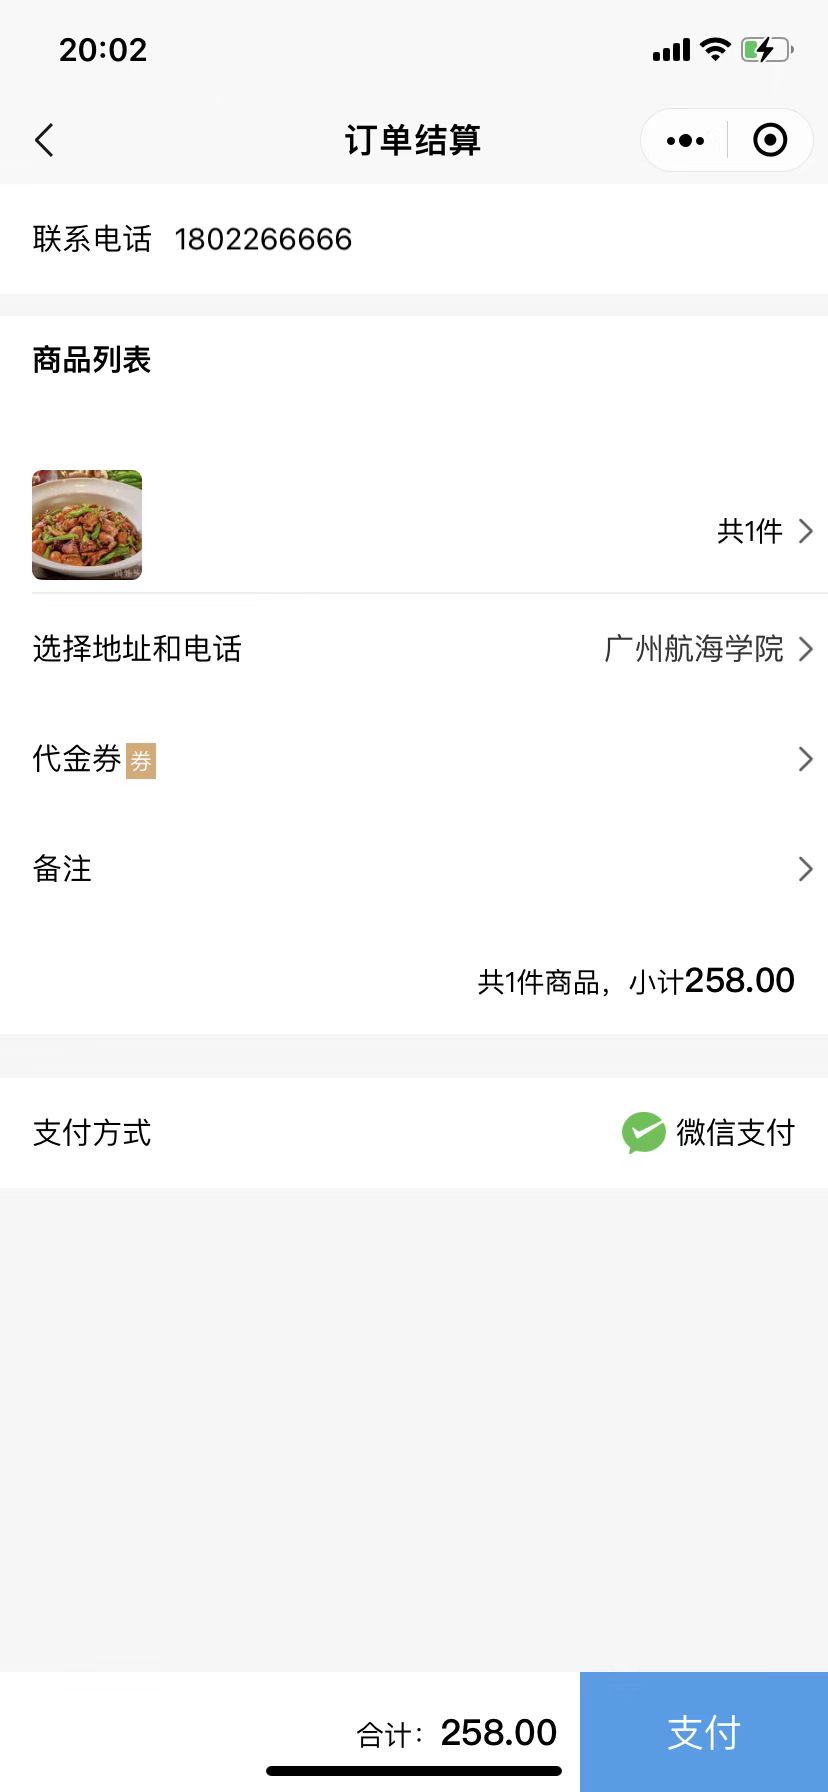 20:02
订单结算
联系电话 1802266666
商品列表
共1件
选择地址和电话 广州航海学院
代金券 券
备注
共1件商品，小计258.00
支付方式 微信支付
合计：258.00 支付